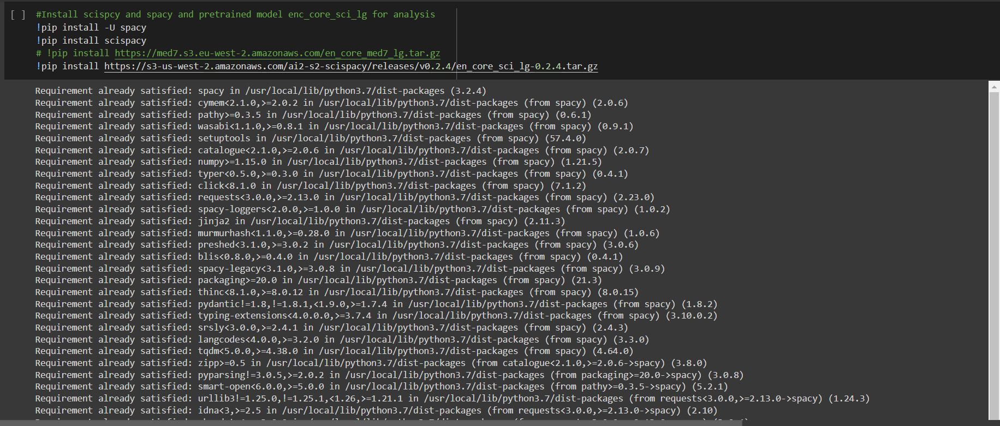 [ ] #Install scispcy and spacy and pretrained model enc_core_sci_lg for analysis
!pip install -U spacy
!pip install scispacy
# !pip install https://med7.s3.eu-west-2.amazonaws.com/en_core_med7_lg.tar.gz
!pip install https://s3-us-west-2.amazonaws.com/ai2-s2-scispacy/releases/v0.2.4/en_core_sci_lg-0.2.4.tar.gz
Requirement already satisfied: spacy in /usr/local/lib/python3.7/dist-packages (3.2.4)
Requirement already satisfied: cymem<2.1.0,>=2.0.2 in /usr/local/lib/python3.7/dist-packages (from spacy) (2.0.6)
Requirement already satisfied: pathy>=0.3.5 in /usr/local/lib/python3.7/dist-packages (from spacy) (0.6.1)
Requirement already satisfied: wasabi<1.1.0,>=0.8.1 in /usr/local/lib/python3.7/dist-packages (from spacy) (0.9.1)
Requirement already satisfied: setuptools in /usr/local/lib/python3.7/dist-packages (from spacy) (57.4.0)
Requirement already satisfied: catalogue<2.1.0,>=2.0.6 in /usr/local/lib/python3.7/dist-packages (from spacy) (2.0.7)
Requirement already satisfied: numpy>=1.15.0 in /usr/local/lib/python3.7/dist-packages (from spacy) (1.21.5)
Requirement already satisfied: typer<0.5.0,>=0.3.0 in /usr/local/lib/python3.7/dist-packages (from spacy) (0.4.1)
Requirement already satisfied: click<8.1.0 in /usr/local/lib/python3.7/dist-packages (from spacy) (7.1.2)
Requirement already satisfied: requests<3.0.0,>=2.13.0 in /usr/local/lib/python3.7/dist-packages (from spacy) (2.23.0)
Requirement already satisfied: spacy-loggers<2.0.0,>=1.0.0 in /usr/local/lib/python3.7/dist-packages (from spacy) (1.0.2)
Requirement already satisfied: jinja2 in /usr/local/lib/python3.7/dist-packages (from spacy) (2.11.3)
Requirement already satisfied: murmurhash<1.1.0,>=0.28.0 in /usr/local/lib/python3.7/dist-packages (from spacy) (1.0.6)
Requirement already satisfied: preshed<3.1.0,>=3.0.2 in /usr/local/lib/python3.7/dist-packages (from spacy) (3.0.6)
Requirement already satisfied: blis<0.8.0,>=0.4.0 in /usr/local/lib/python3.7/dist-packages (from spacy) (0.4.1)
Requirement already satisfied: spacy-legacy<3.1.0,>=3.0.8 in /usr/local/lib/python3.7/dist-packages (from spacy) (3.0.9)
Requirement already satisfied: packaging>=20.0 in /usr/local/lib/python3.7/dist-packages (from spacy) (21.3)
Requirement already satisfied: thinc<8.1.0,>=8.0.12 in /usr/local/lib/python3.7/dist-packages (from spacy) (8.0.15)
Requirement already satisfied: pydantic!=1.8,!=1.8.1,<1.9.0,>=1.7.4 in /usr/local/lib/python3.7/dist-packages (from spacy) (1.8.2)
Requirement already satisfied: typing-extensions<4.0.0.0,>=3.7.4 in /usr/local/lib/python3.7/dist-packages (from spacy) (3.10.0.2)
Requirement already satisfied: srsly<3.0.0,>=2.4.1 in /usr/local/lib/python3.7/dist-packages (from spacy) (2.4.3)
Requirement already satisfied: langcodes<4.0.0,>=3.2.0 in /usr/local/lib/python3.7/dist-packages (from spacy) (3.3.0)
Requirement already satisfied: tqdm<5.0.0,>=4.38.0 in /usr/local/lib/python3.7/dist-packages (from spacy) (4.64.0)
Requirement already satisfied: zipp>=0.5 in /usr/local/lib/python3.7/dist-packages (from catalogue<2.1.0,>=2.0.6->spacy) (3.8.0)
Requirement already satisfied: pyparsing!=3.0.5,>=2.0.2 in /usr/local/lib/python3.7/dist-packages (from packaging>=20.0->spacy) (3.0.8)
Requirement already satisfied: smart-open<6.0.0,>=5.0.0 in /usr/local/lib/python3.7/dist-packages (from pathy>=0.3.5->spacy) (5.2.1)
Requirement already satisfied: urllib3!=1.25.0,!=1.25.1,<1.26,>=1.21.1 in /usr/local/lib/python3.7/dist-packages (from requests<3.0.0,>=2.13.0->spacy) (1.24.3)
Requirement already satisfied: idna<3,>=2.5 in /usr/local/lib/python3.7/dist-packages (from requests<3.0.0,>=2.13.0->spacy) (2.10)